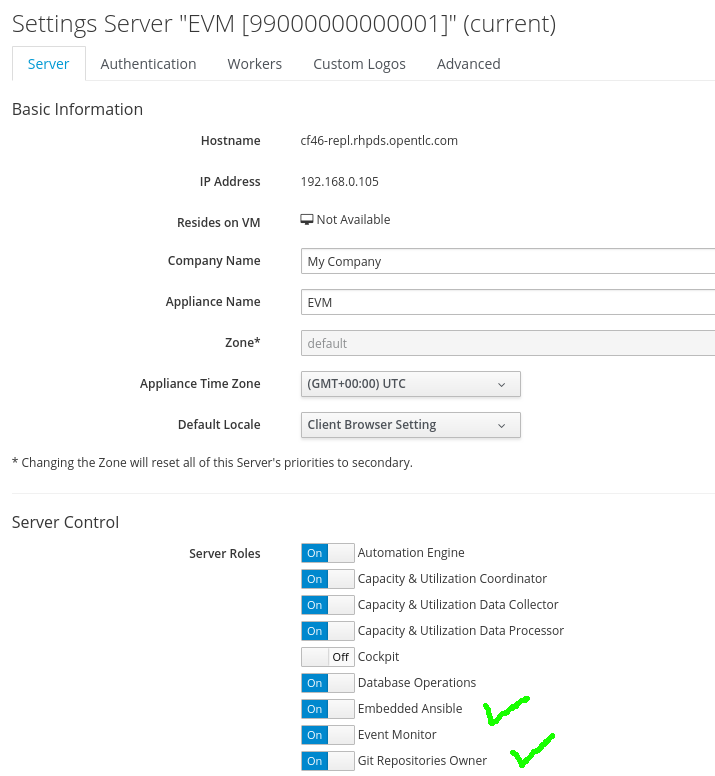 Settings Server "EVM [99000000000001]" (current)
Server Authentication Workers Custom Logos Advanced
Basic Information
Hostname cf46-repl.rhpds.opentlc.com
IP Address 192.168.0.105
Resides on VM Not Available
Company Name My Company
Appliance Name EVM
Zone* default
Appliance Time Zone (GMT+00:00) UTC
Default Locale Client Browser Setting
* Changing the Zone will reset all of this Server's priorities to secondary.
Server Control
Server Roles On Automation Engine
On Capacity & Utilization Coordinator
On Capacity & Utilization Data Collector
On Capacity & Utilization Data Processor
Off Cockpit
On Database Operations
On Embedded Ansible
On Event Monitor
On Git Repositories Owner